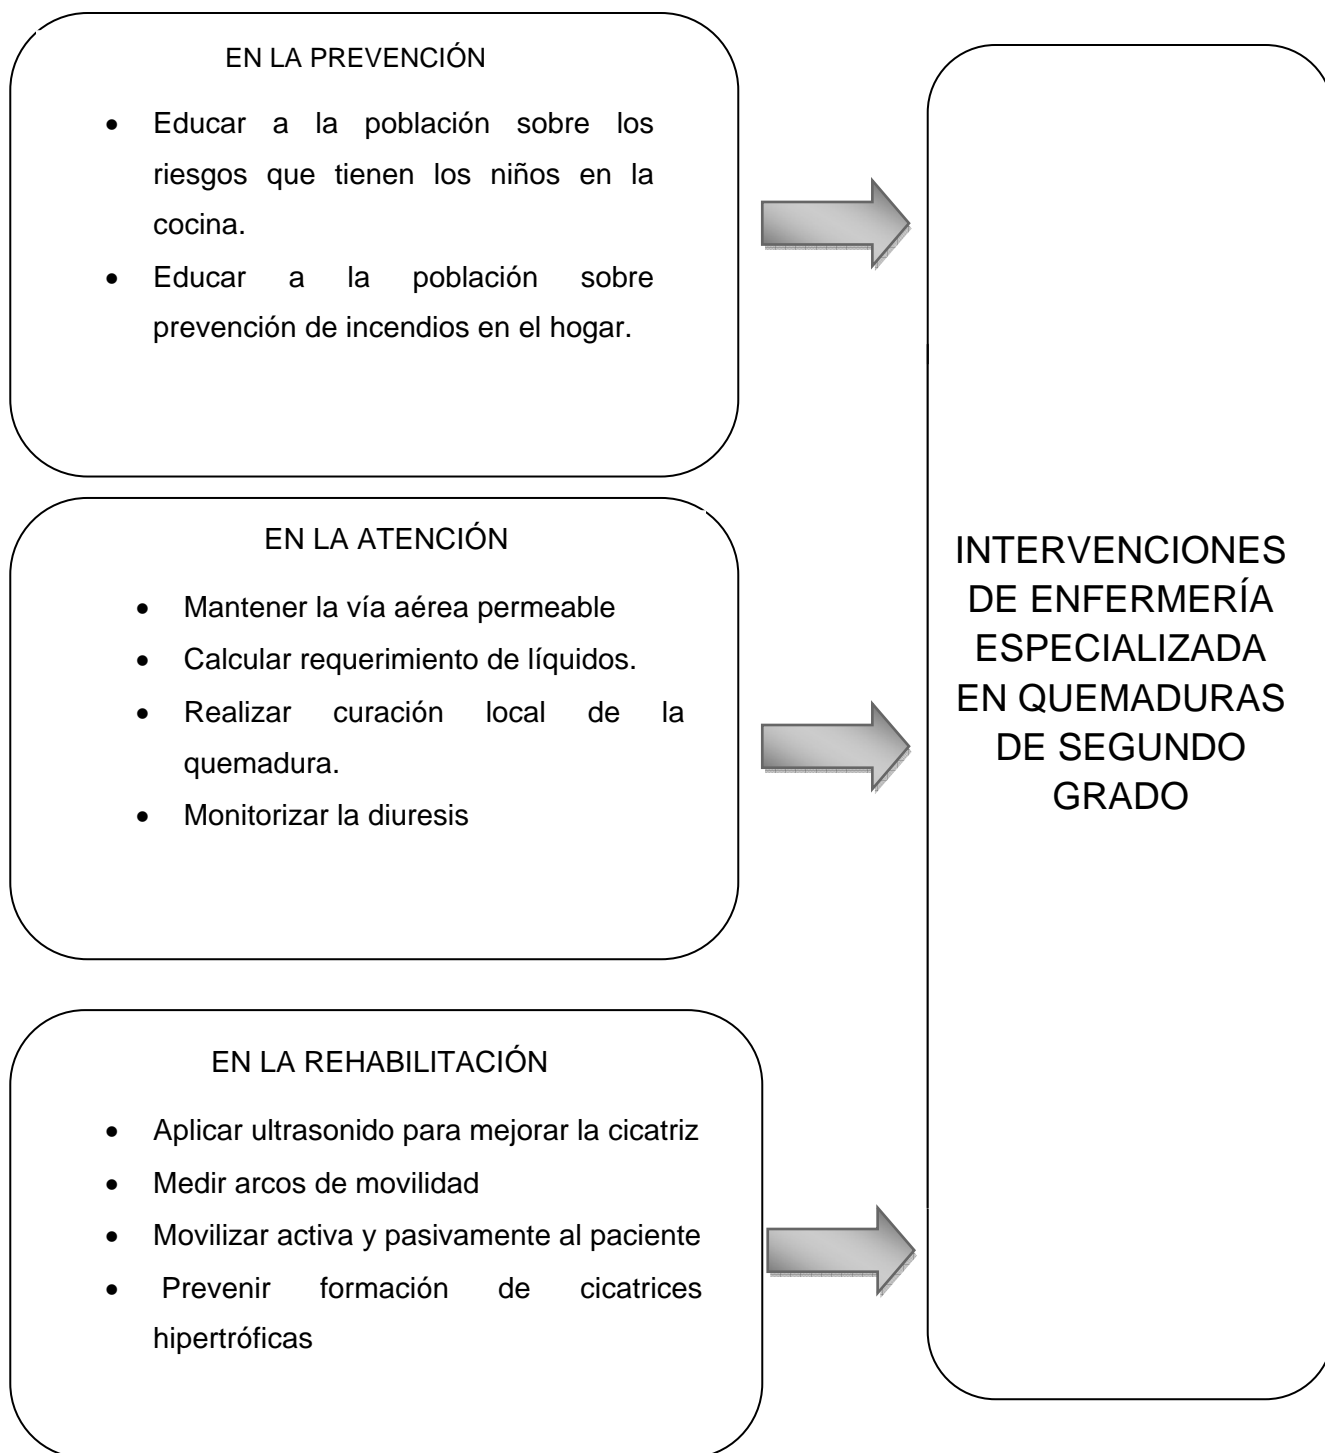 EN LA PREVENCIÓN
• Educar a la población sobre los
riesgos que tienen los niños en la
cocina.
• Educar a la población sobre
prevención de incendios en el hogar.
EN LA ATENCIÓN
• Mantener la vía aérea permeable
• Calcular requerimiento de líquidos.
• Realizar curación local de la
quemadura.
• Monitorizar la diuresis
EN LA REHABILITACIÓN
• Aplicar ultrasonido para mejorar la cicatriz
• Medir arcos de movilidad
• Movilizar activa y pasivamente al paciente
• Prevenir formación de cicatrices
hipertróficas
INTERVENCIONES
DE ENFERMERÍA
ESPECIALIZADA
EN QUEMADURAS
DE SEGUNDO
GRADO